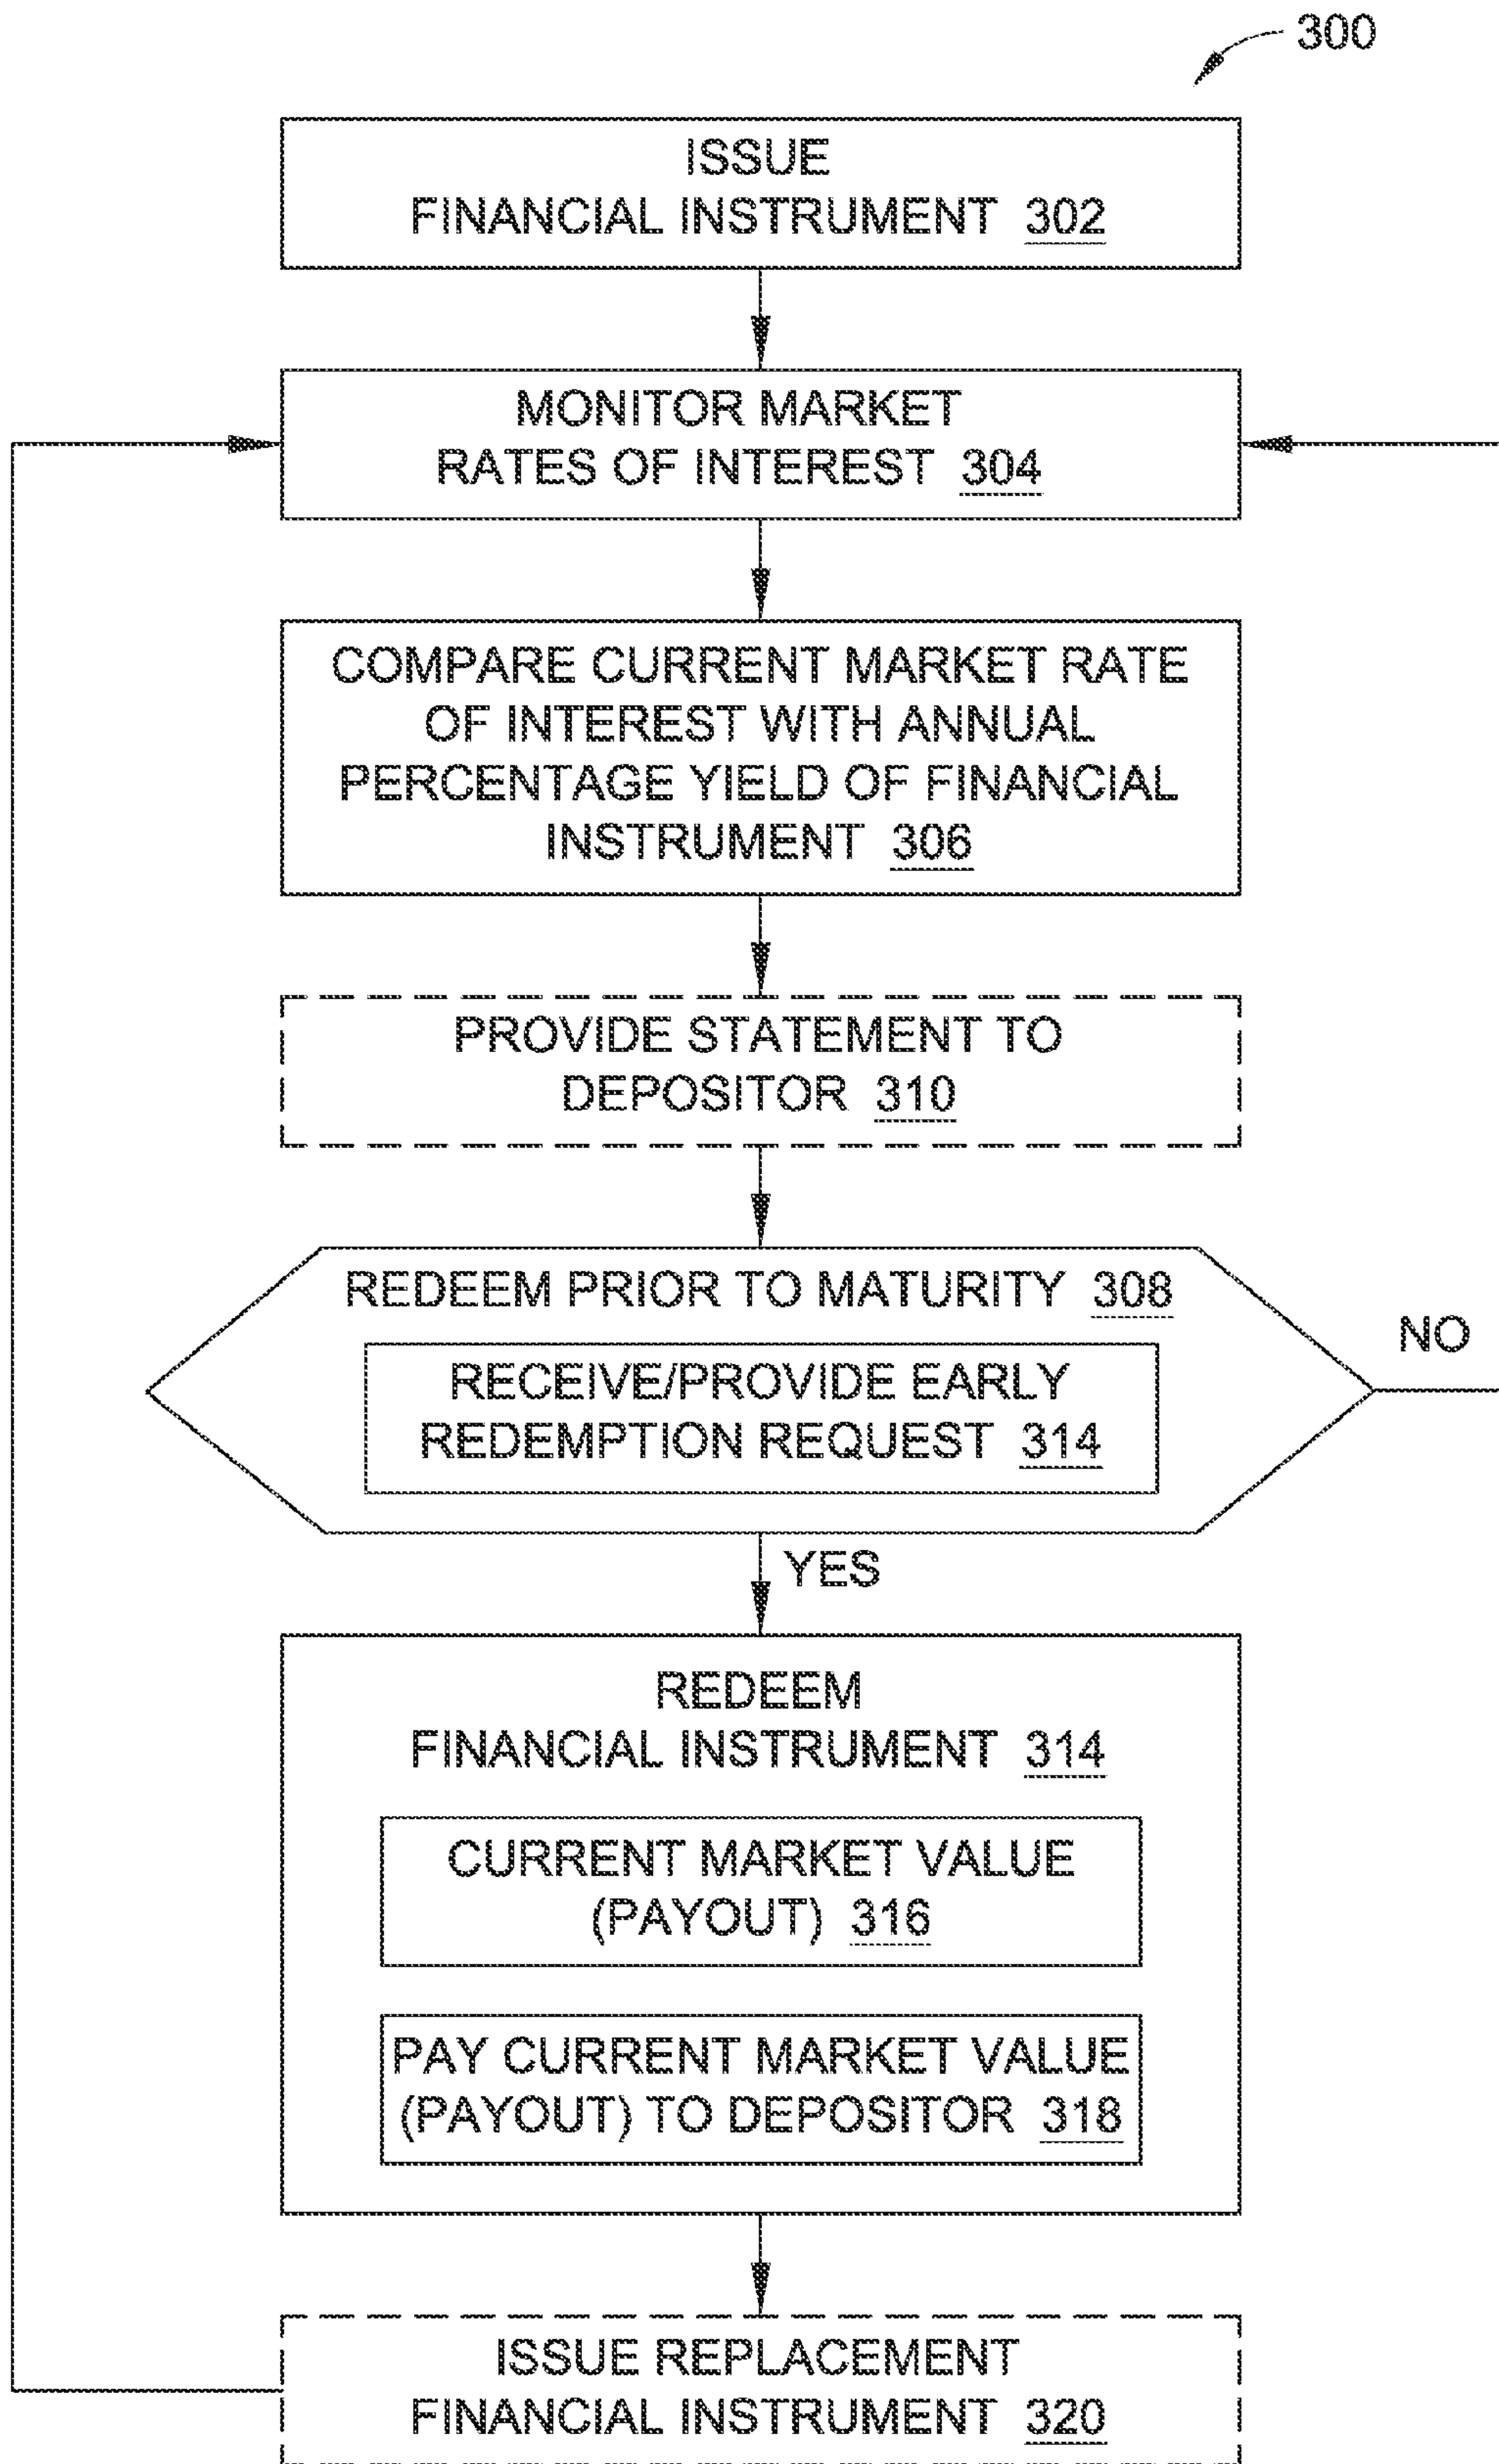 300
ISSUE
FINANCIAL INSTRUMENT 302
MONITOR MARKET
RATES OF INTEREST 304
COMPARE CURRENT MARKET RATE
OF INTEREST WITH ANNUAL
PERCENTAGE YIELD OF FINANCIAL
INSTRUMENT 306
PROVIDE STATEMENT TO
DEPOSITOR 310
REDEEM PRIOR TO MATURITY 308
RECEIVE/PROVIDE EARLY
REDEMPTION REQUEST 314
NO
YES
REDEEM
FINANCIAL INSTRUMENT 314
CURRENT MARKET VALUE
(PAYOUT) 316
PAY CURRENT MARKET VALUE
(PAYOUT) TO DEPOSITOR 318
ISSUE REPLACEMENT
FINANCIAL INSTRUMENT 320